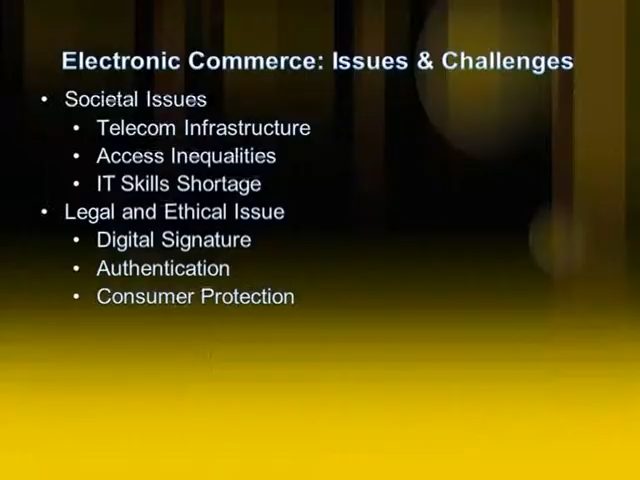 Electronic Commerce: Issues & Challenges
• Societal Issues
• Telecom Infrastructure
• Access Inequalities
• IT Skills Shortage
• Legal and Ethical Issue
• Digital Signature
• Authentication
• Consumer Protection